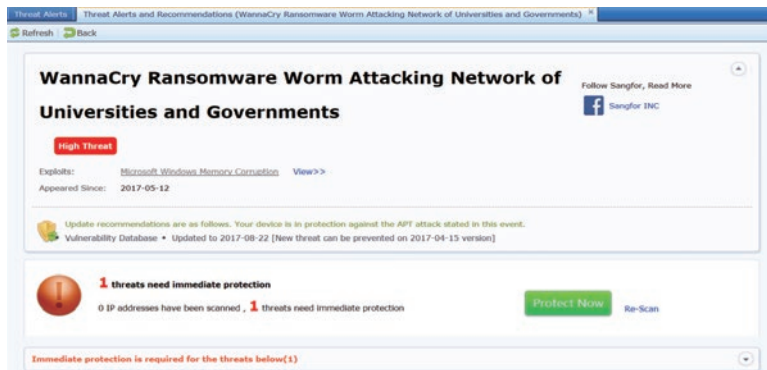 Threat Alerts Threat Alerts and Recommendations (WannaCry Ransomware Worm Attacking Network of Universities and Governments) ×
Refresh Back
WannaCry Ransomware Worm Attacking Network of
Universities and Governments
Follow Sangfor, Read More
f Sangfor INC
High Threat
Exploits: Microsoft Windows Memory Corruption View>>
Appeared Since: 2017-05-12
Update recommendations are as follows. Your device is in protection against the APT attack stated in this event.
Vulnerability Database • Updated to 2017-08-22 [New threat can be prevented on 2017-04-15 version]
1 threats need immediate protection
0 IP addresses have been scanned , 1 threats need immediate protection
Protect Now Re-Scan
Immediate protection is required for the threats below(1)